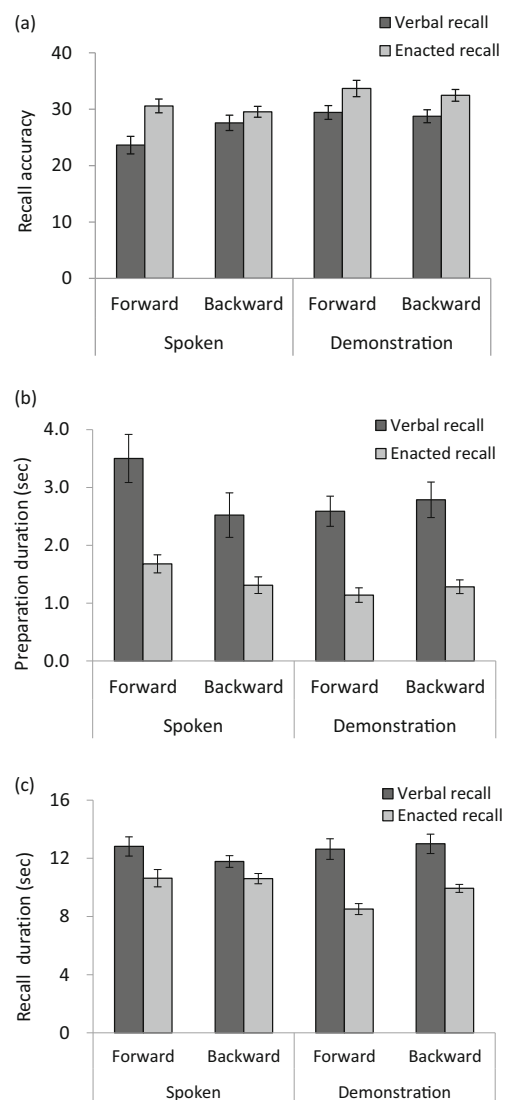 (a)
Verbal recall
Enacted recall
40
30
20
10
0
Recall accuracy
Forward Backward Forward Backward
Spoken Demonstration
(b)
Verbal recall
Enacted recall
4.0
3.0
2.0
1.0
0.0
Preparation duration (sec)
Forward Backward Forward Backward
Spoken Demonstration
(c)
Verbal recall
Enacted recall
16
12
8
4
0
Recall duration (sec)
Forward Backward Forward Backward
Spoken Demonstration